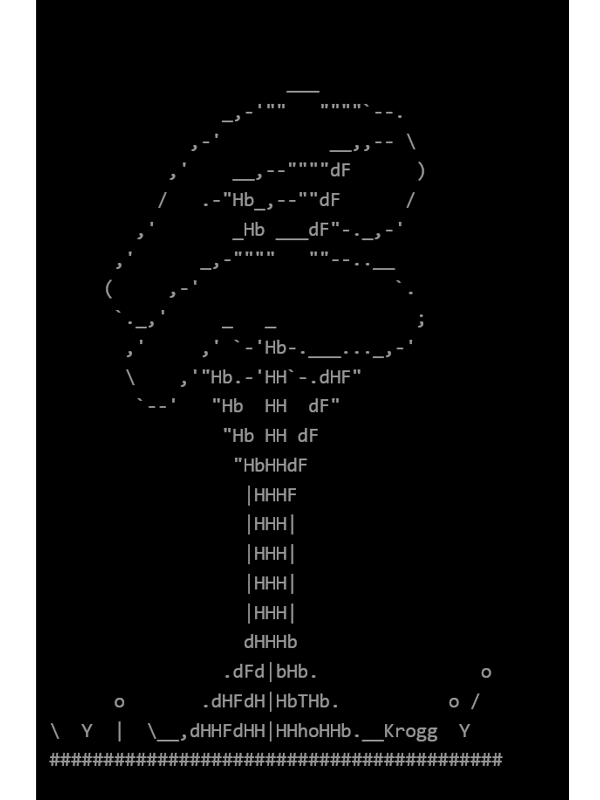 ___
                _,-'""   """"`--.
             ,-'          __,,-- \
           ,'    __,--""""dF      )
          /   .-"Hb_,--""dF      /
        ,'       _Hb ___dF"-._,-'
      ,'      _,-""""   ""--..__
     (     ,-'                  `.
      `._,'     _   _             ;
       ,'     ,' `-'Hb-.___..._,-'
       \    ,'"Hb.-'HH`-.dHF"
        `--'   "Hb  HH  dF"
                "Hb HH dF
                 "HbHHdF
                  |HHHF
                  |HHH|
                  |HHH|
                  |HHH|
                  |HHH|
                  dHHHb
                .dFd|bHb.               o
      o       .dHFdH|HbTHb.          o /
\  Y  |  \__,dHHFdHH|HHhoHHb.__Krogg  Y
##########################################